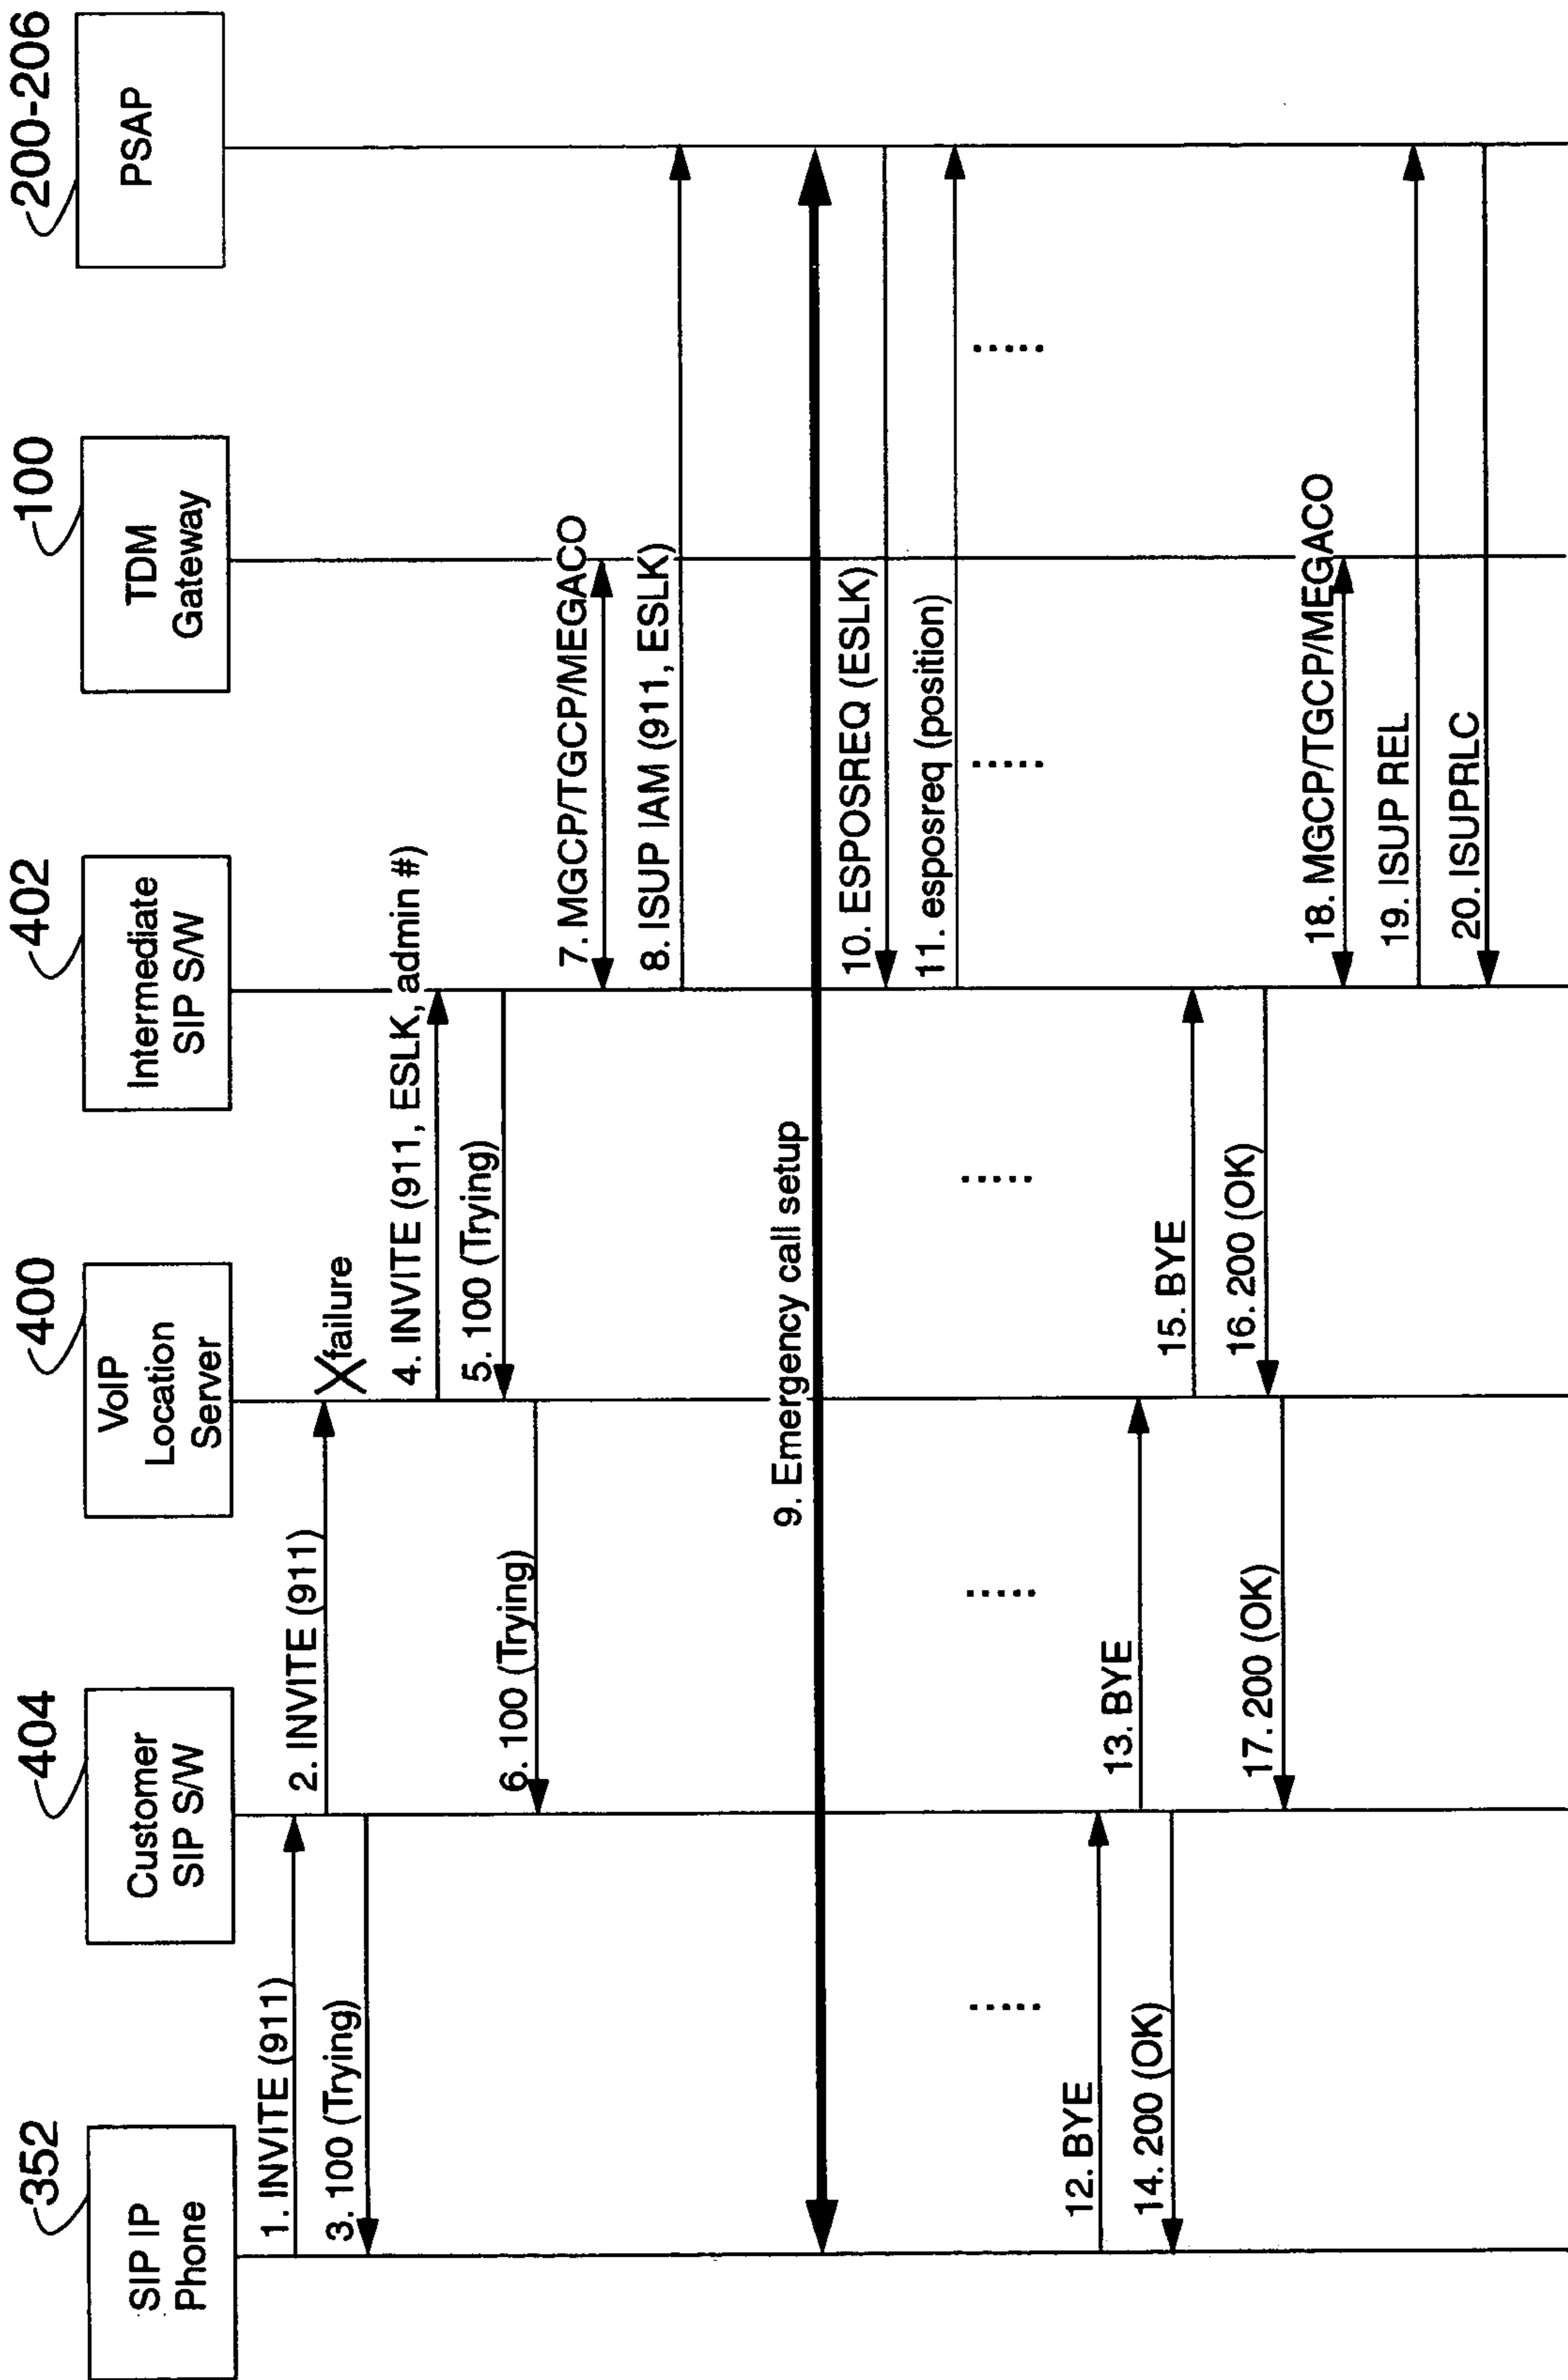 352
SIP IP
Phone
404
Customer
SIP S/W
400
VoIP
Location
Server
402
Intermediate
SIP S/W
100
TDM
Gateway
200-206
PSAP
1. INVITE (911)
2. INVITE (911)
failure
3. 100 (Trying)
4. INVITE (911, ESLK, admin #)
5. 100 (Trying)
6. 100 (Trying)
7. MGCP/TGCP/MEGACO
8. ISUP IAM (911, ESLK)
9. Emergency call setup
10. ESPOSREQ (ESLK)
11. esposreq (position)
.....
.....
.....
.....
.....
12. BYE
13. BYE
14. 200 (OK)
15. BYE
16. 200 (OK)
17. 200 (OK)
18. MGCP/TGCP/MEGACO
19. ISUP REL
20. ISUPRLC